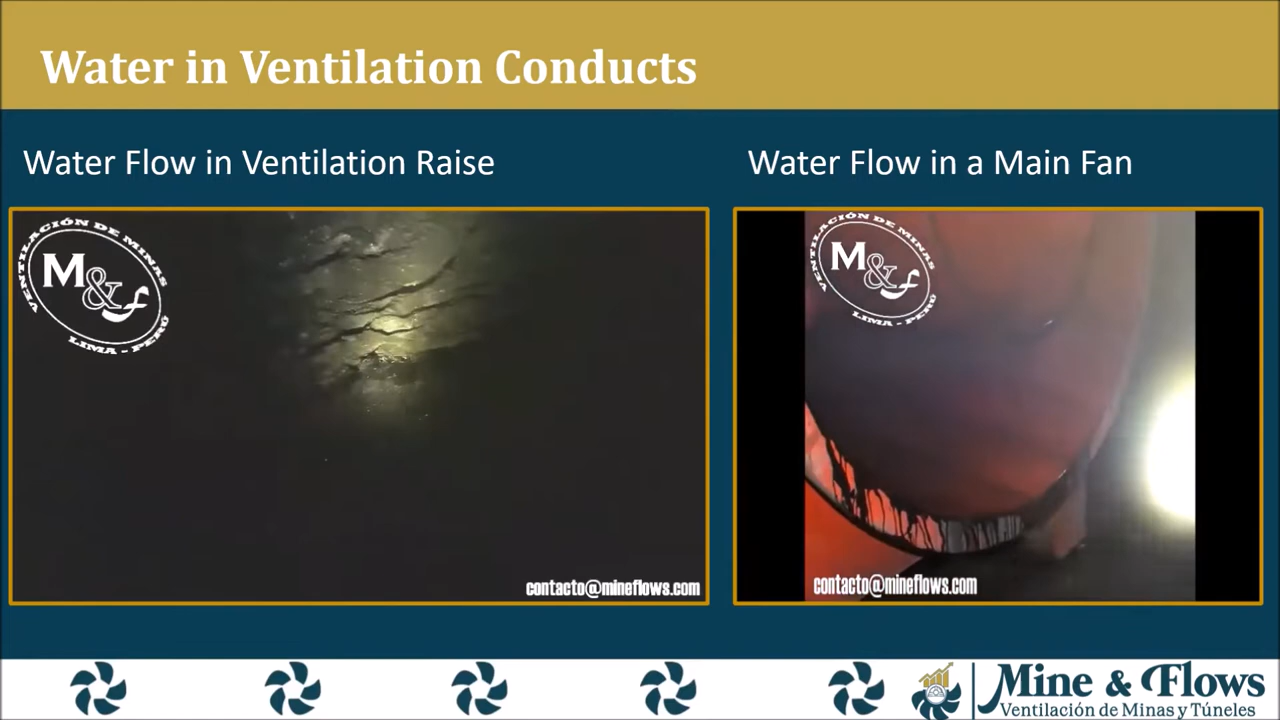 Water in Ventilation Conducts
Water Flow in Ventilation Raise
Water Flow in a Main Fan
VENTILACIÓN DE MINAS
M&f
LIMA - PERÚ
contacto@mineflows.com
VENTILACIÓN DE MINAS
M&f
LIMA - PERÚ
contacto@mineflows.com
Mine & Flows
Ventilación de Minas y Túneles